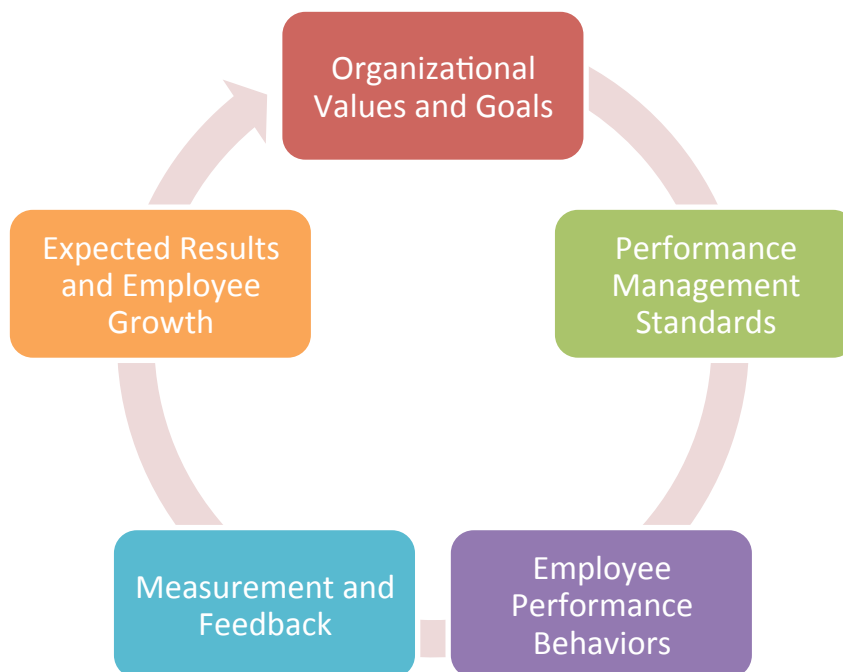 Organizational
Values and Goals
Performance
Management
Standards
Employee
Performance
Behaviors
Measurement and
Feedback
Expected Results
and Employee
Growth